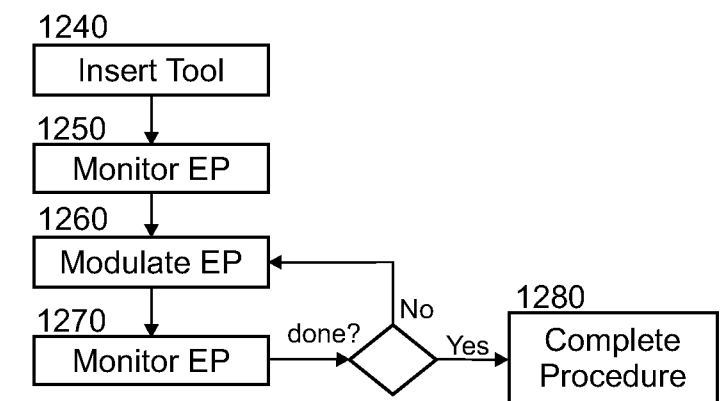 1240
Insert Tool
1250
Monitor EP
1260
Modulate EP
1270
Monitor EP
done?
No
Yes
1280
Complete
Procedure